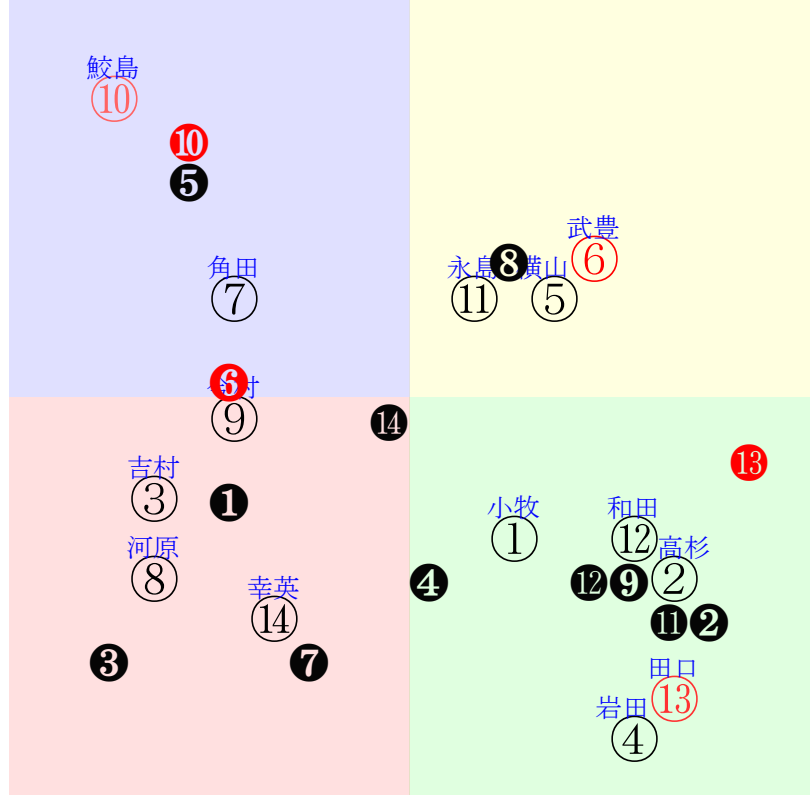 鮫島
⑩
❿
❺
武豊
角田
永島
❽
横山
⑥
⑦
⑪
⑤
❻
村
⑨
⓮
⓭
吉村
③
❶
小牧
和田
①
⑫
河原
高杉
⑧
②
❹
⓬
❾
幸英
⑭
⓫
❷
❸
❼
田口
⑬
岩田
④